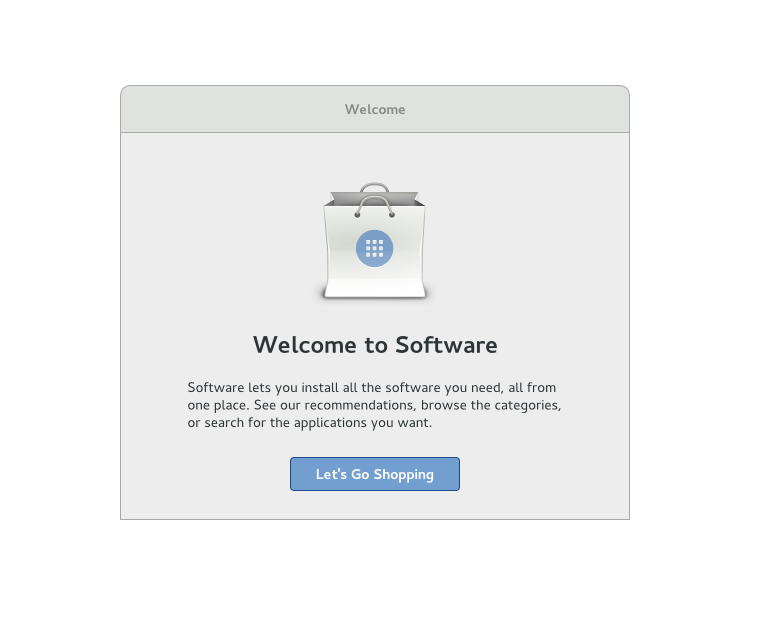 Welcome
Welcome to Software
Software lets you install all the software you need, all from
one place. See our recommendations, browse the categories,
or search for the applications you want.
Let's Go Shopping